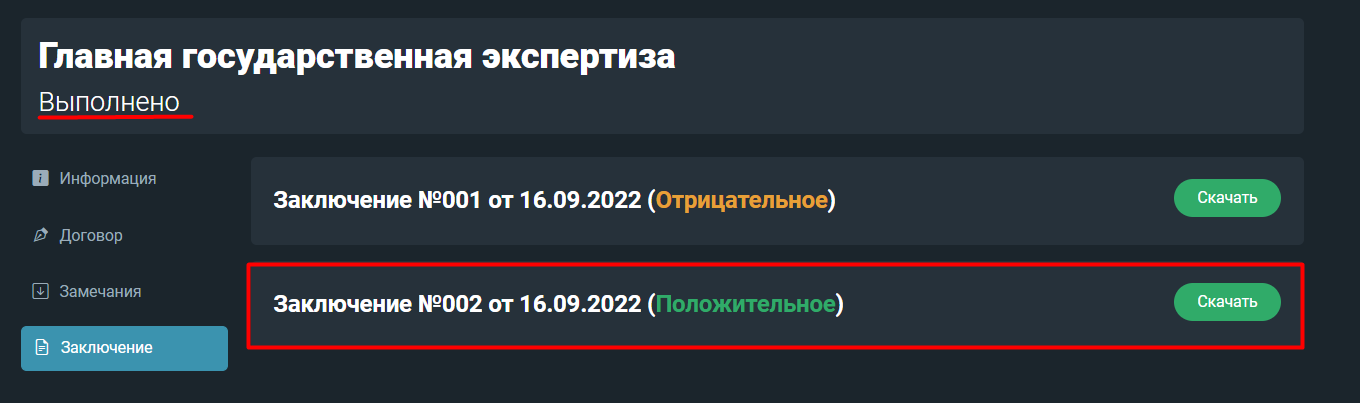 Главная государственная экспертиза
Выполнено
Информация
Договор
Замечания
Заключение
Заключение №001 от 16.09.2022 (Отрицательное)
Скачать
Заключение №002 от 16.09.2022 (Положительное)
Скачать